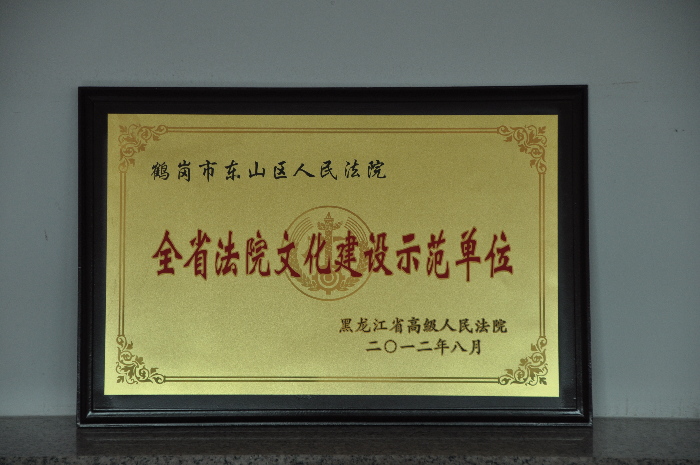 鹤岗市东山区人民法院
全省法院文化建设示范单位
黑龙江省高级人民法院
二〇一二年八月